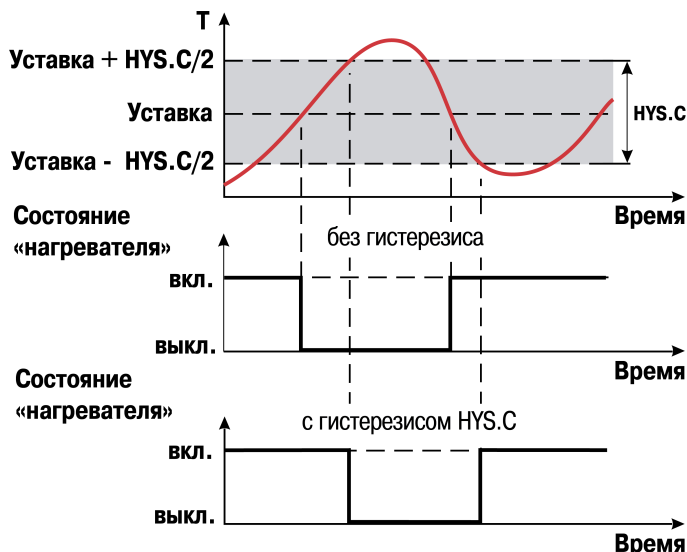 T
Уставка + HYS.C/2
Уставка
HYS.C
Уставка - HYS.C/2
Время
Состояние
«нагревателя»
без гистерезиса
вкл.
выкл.
Время
Состояние
«нагревателя»
с гистерезисом HYS.C
вкл.
выкл.
Время